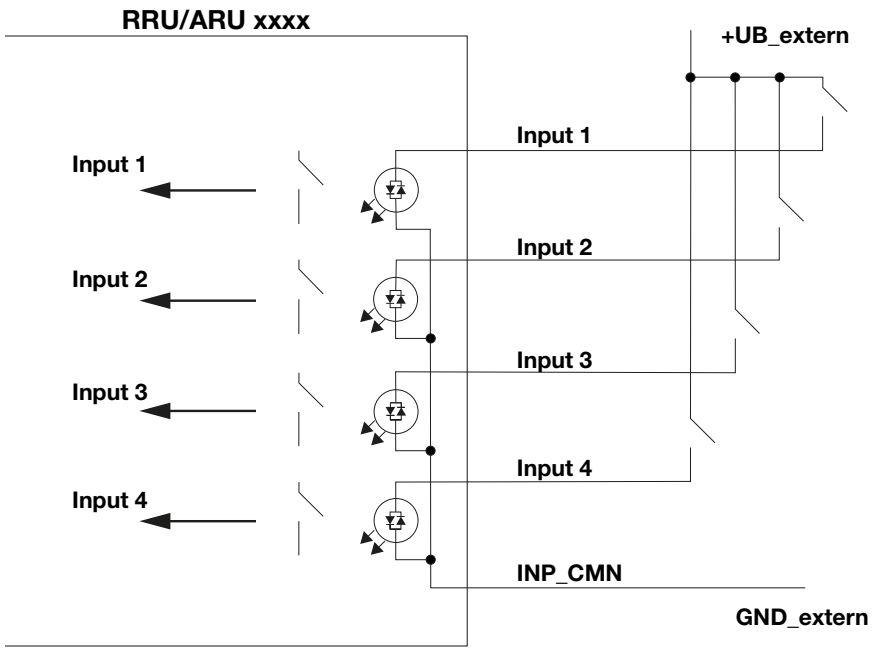 RRU/ARU xxxx
+UB_extern
Input 1
Input 1
Input 2
Input 2
Input 3
Input 3
Input 4
Input 4
INP_CMN
GND_extern